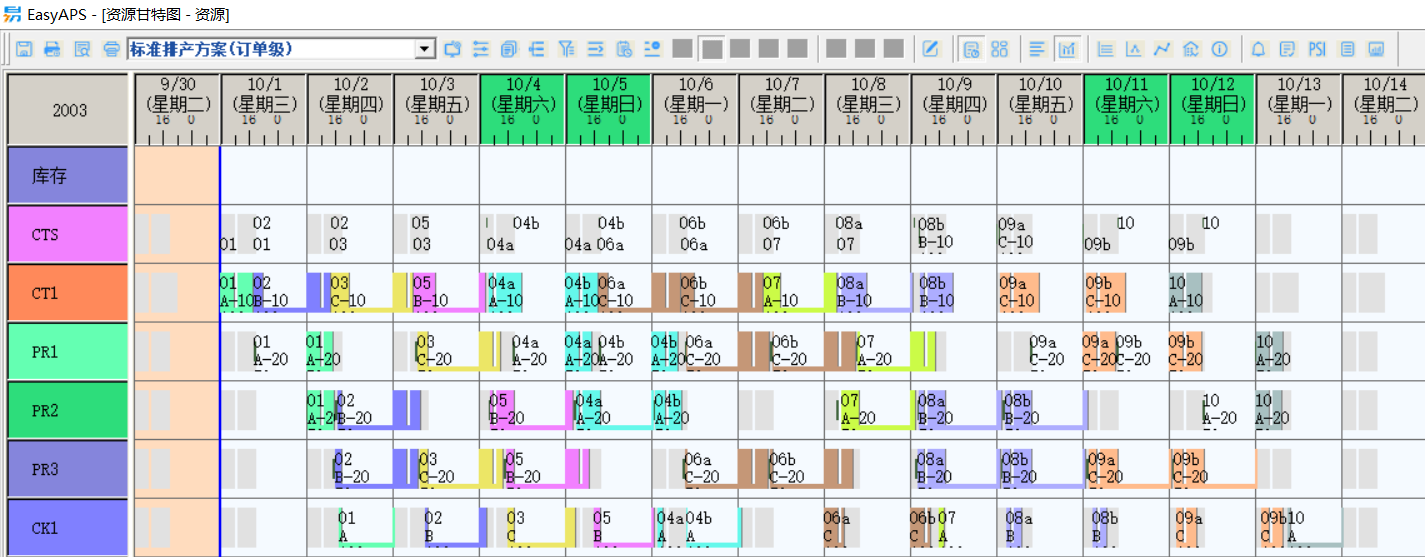 EasyAPS - [资源甘特图 - 资源]
标准排产方案(订单级)
PSI
2003
9/30 10/1 10/2 10/3 10/4 10/5 10/6 10/7 10/8 10/9 10/10 10/11 10/12 10/13 10/14
(星期二) (星期三) (星期四) (星期五) (星期六) (星期日) (星期一) (星期二) (星期三) (星期四) (星期五) (星期六) (星期日) (星期一) (星期二)
16 0 16 0 16 0 16 0 16 0 16 0 16 0 16 0 16 0 16 0 16 0 16 0 16 0 16 0 16 0
库存
CTS
02 02 05 04b 04b 06b 06b 08a 08b 09a 10 10
01 01 03 03 04a 04a 06a 06a 07 07 B-10 C-10 09b 09b
CT1
01 02 03 05 04a 04b 06a 06b 07 08a 08b 09a 09b 10
A-10 B-10 C-10 B-10 A-10 A-10 C-10 C-10 A-10 B-10 B-10 C-10 C-10 A-10
PR1
01 01 03 04a 04a 04b 04b 06a 06b 07 09a 09a 09b 09b 10
A-20 A-20 C-20 A-20 A-20 A-20 A-20 C-20 C-20 A-20 C-20 C-20 C-20 C-20 A-20
PR2
01 02 05 04a 04b 07 08a 08b 10 10
A-20 B-20 B-20 A-20 A-20 A-20 B-20 B-20 A-20 A-20
PR3
02 03 05 06a 06b 08a 08b 09a 09b
B-20 C-20 B-20 C-20 C-20 B-20 B-20 C-20 C-20
CK1
01 02 03 05 04a 04b 06a 06b 07 08a 08b 09a 09b 10
A B C B A A C C A B B C C A